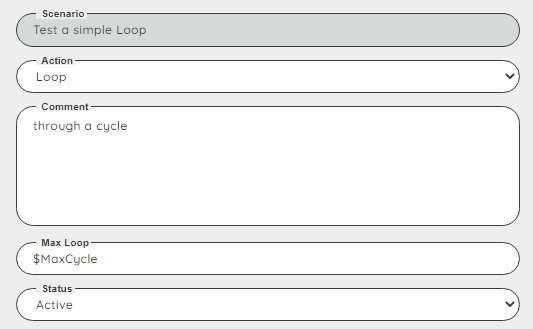 Scenario
Test a simple Loop
Action
Loop
Comment
through a cycle
Max Loop
$MaxCycle
Status
Active